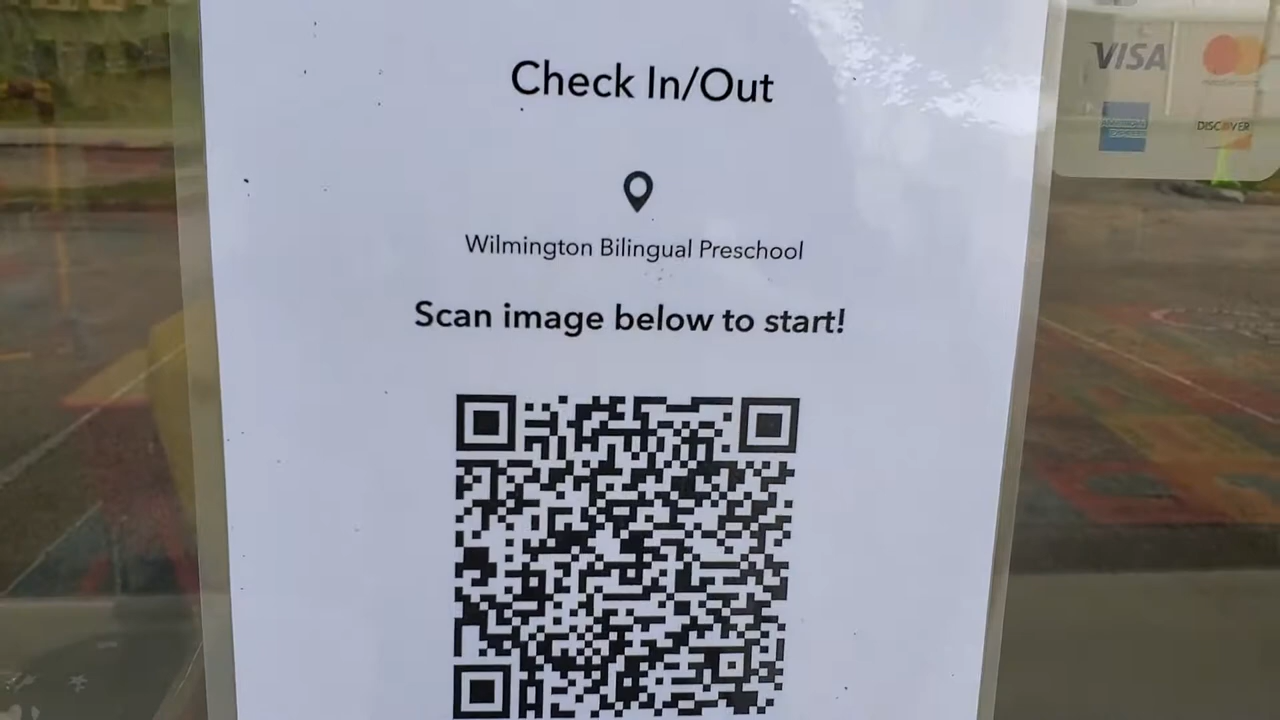 Check In/Out
Wilmington Bilingual Preschool
Scan image below to start!
VISA
DISCOVER